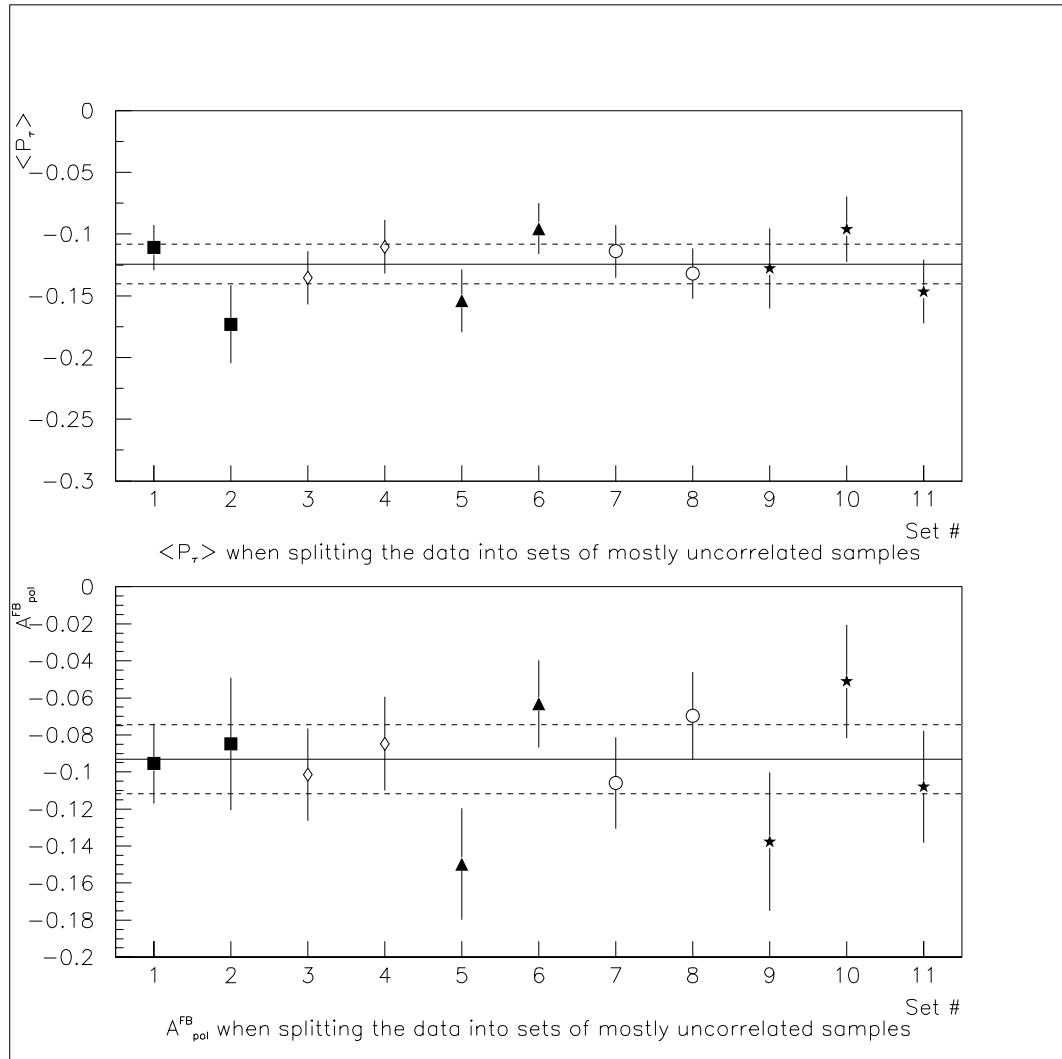 <Pτ>
0
−0.05
−0.1
−0.15
−0.2
−0.25
−0.3
1 2 3 4 5 6 7 8 9 10 11
Set #
<Pτ> when splitting the data into sets of mostly uncorrelated samples
A^FB_pol
0
−0.02
−0.04
−0.06
−0.08
−0.1
−0.12
−0.14
−0.16
−0.18
−0.2
1 2 3 4 5 6 7 8 9 10 11
Set #
A^FB_pol when splitting the data into sets of mostly uncorrelated samples